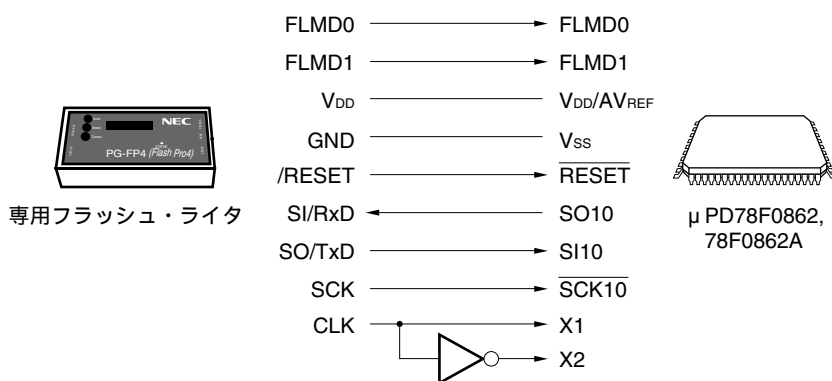 FLMD0 FLMD0
FLMD1 FLMD1
VDD VDD/AVREF
GND VSS
/RESET RESET
SI/RxD SO10
SO/TxD SI10
SCK SCK10
CLK X1
X2
NEC
PG-FP4 (Flash Pro4)
専用フラッシュ・ライタ
μ PD78F0862,
78F0862A